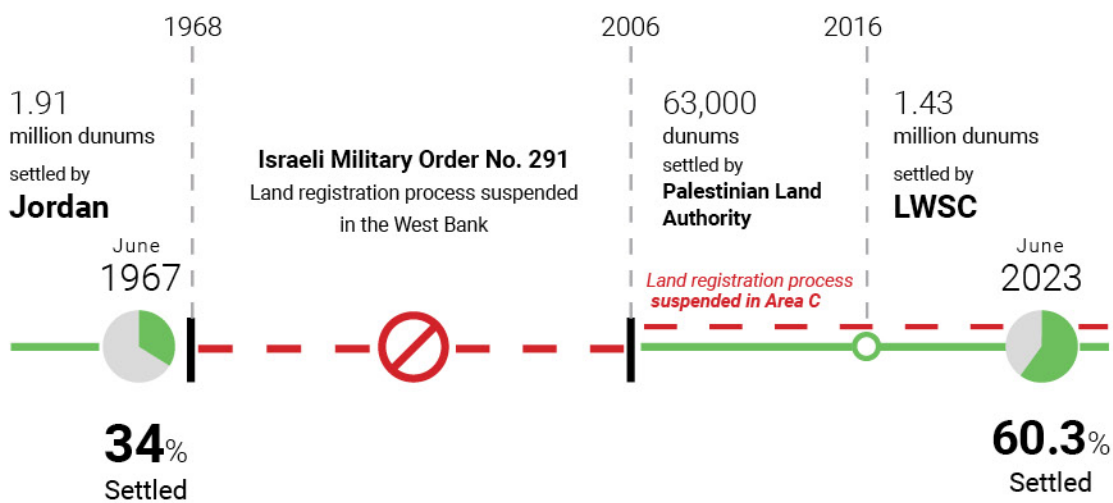 1968
2006
2016
1.91
million dunums
settled by
Jordan
June
1967
Israeli Military Order No. 291
Land registration process suspended
in the West Bank
63,000
dunums
settled by
Palestinian Land
Authority
1.43
million dunums
settled by
LWSC
Land registration process
suspended in Area C
June
2023
34%
Settled
60.3%
Settled